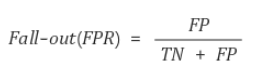 Fall-out(FPR) = FP / TN + FP